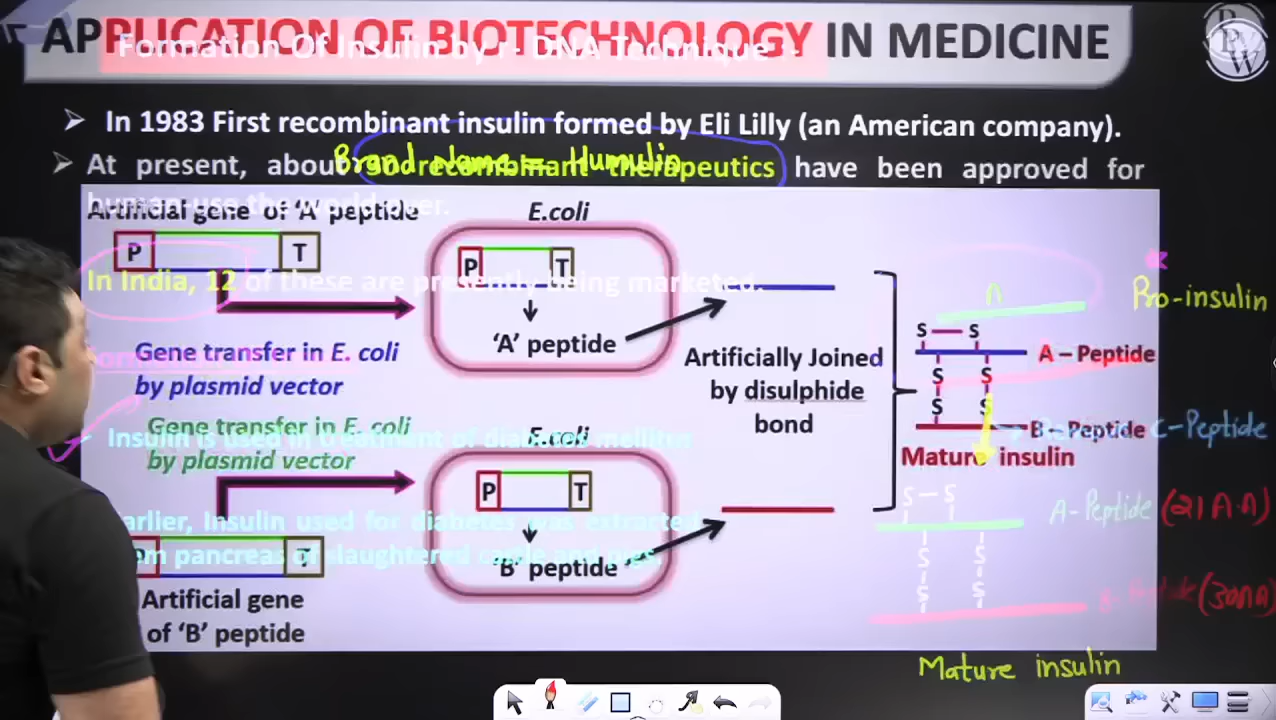 APPLICATION OF BIOTECHNOLOGY IN MEDICINE
Formation Of Insulin by r- DNA Technique :-
PW
In 1983 First recombinant insulin formed by Eli Lilly (an American company).
Brand Name = Humulin
At present, about 30 recombinant therapeutics have been approved for
human-use the world over.
Artificial gene of 'A' peptide
E.coli
P T
P T
In India, 12 of these are presently being marketed.
A
Pro-insulin
S S
'A' peptide
Gene transfer in E. coli
by plasmid vector
Artificially Joined
by disulphide
bond
A – Peptide
S S
S S
Gene transfer in E. coli
by plasmid vector
Insulin is used in treatment of diabetes
E.coli
B – Peptide
C-Peptide
Mature insulin
P T
S – S
A-Peptide (21 A.A)
Earlier, Insulin used for diabetes was extracted
from pancreas of slaughtered cattle and pigs.
T
'B' peptide
S S
S S
(30AA)
Artificial gene
of 'B' peptide
Mature insulin